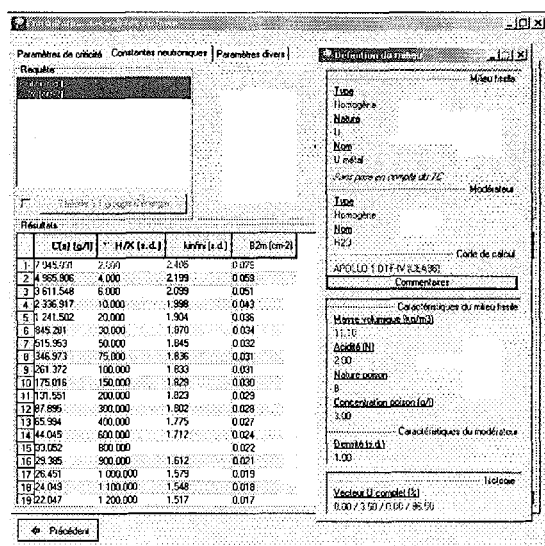 Paramètres de criticité Constantes neutroniques Paramètres divers
Requête
Résultats
C(x) (g/l) H/X (s.d.) kinfini (s.d.) B2m (cm-2)
1 7 945.931 2.000 2.406 0.075
2 4 965.906 4.000 2.199 0.059
3 3 611.548 6.000 2.099 0.051
4 2 336.917 10.000 1.998 0.043
5 1 241.502 20.000 1.904 0.036
6 845.281 30.000 1.870 0.034
7 515.953 50.000 1.845 0.032
8 346.973 75.000 1.836 0.031
9 261.372 100.000 1.833 0.031
10 175.016 150.000 1.829 0.030
11 131.551 200.000 1.823 0.029
12 87.895 300.000 1.802 0.028
13 65.994 400.000 1.775 0.027
14 44.045 600.000 1.712 0.024
15 33.052 800.000 0.022
16 29.385 900.000 1.612 0.021
17 26.451 1 000.000 1.579 0.019
18 24.049 1 100.000 1.548 0.018
19 22.047 1 200.000 1.517 0.017
Précédent
Définition du milieu
Milieu fissile
Type
Homogène
Nature
U
Nom
U métal
Sans prise en compte du TC
Modérateur
Type
Homogène
Nom
H2O
Code de calcul
APOLLO 1 DTF-IV (CEA86)
Commentaires
Caractéristiques du milieu fissile
Masse volumique (kg/m3)
Acidité (N)
2.00
Nature poison
B
Concentration poison (g/l)
3.00
Caractéristiques du modérateur
Densité (s.d.)
1.00
Isotopie
Vecteur U complet (%)
0.00 / 3.50 / 0.00 / 96.50